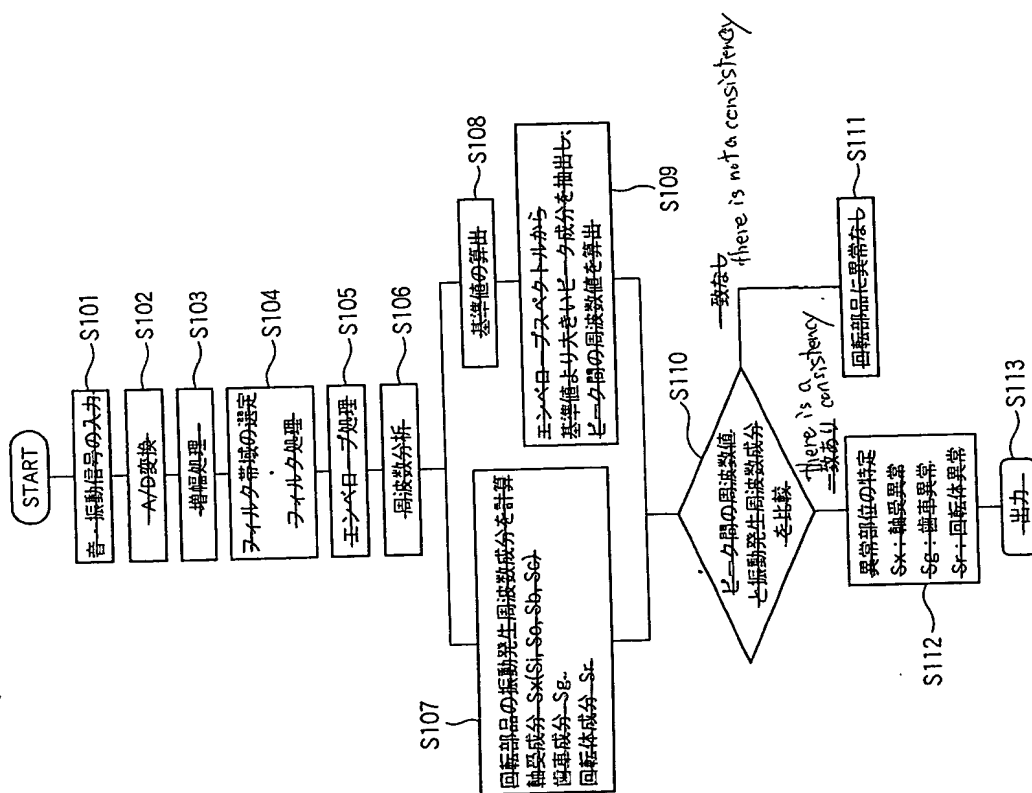 START
音・振動信号の入力
S101
A/D変換
S102
増幅処理
S103
フィルタ帯域の選定
フィルタ処理
S104
エンベロープ処理
S105
周波数分析
S106
回転部品の振動発生周波数成分を計算
軸受成分 Sx(Si, So, Sb, Sc)
歯車成分 Sg
回転体成分 Sr
S107
基準値の算出
S108
エンベロープスペクトルから
基準値より大きいピーク成分を抽出し、
ピーク間の周波数値を算出
S109
ピーク間の周波数値
と振動発生周波数成分
を比較
S110
一致なし
there is not a consistency
回転部品に異常なし
S111
there is a
consistency
一致あり
異常部位の特定
Sx：軸受異常
Sg：歯車異常
Sr：回転体異常
S112
出力
S113